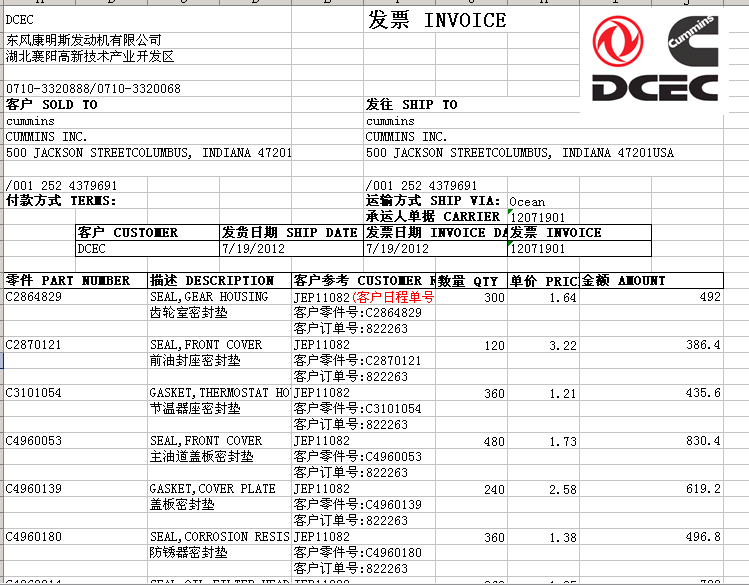 DCEC
发票 INVOICE
Cummins
DCEC
东风康明斯发动机有限公司
湖北襄阳高新技术产业开发区
0710-3320888/0710-3320068
客户 SOLD TO 发往 SHIP TO
cummins cummins
CUMMINS INC. CUMMINS INC.
500 JACKSON STREETCOLUMBUS, INDIANA 47201 500 JACKSON STREETCOLUMBUS, INDIANA 47201USA
/001 252 4379691 /001 252 4379691
付款方式 TERMS: 运输方式 SHIP VIA: Ocean
承运人单据 CARRIER 12071901
客户 CUSTOMER 发货日期 SHIP DATE 发票日期 INVOICE DA 发票 INVOICE
DCEC 7/19/2012 7/19/2012 12071901
零件 PART NUMBER 描述 DESCRIPTION 客户参考 CUSTOMER R 数量 QTY 单价 PRIC 金额 AMOUNT
C2864829 SEAL,GEAR HOUSING JEP11082(客户日程单号 300 1.64 492
齿轮室密封垫 客户零件号:C2864829
客户订单号:822263
C2870121 SEAL,FRONT COVER JEP11082 120 3.22 386.4
前油封座密封垫 客户零件号:C2870121
客户订单号:822263
C3101054 GASKET,THERMOSTAT HO JEP11082 360 1.21 435.6
节温器座密封垫 客户零件号:C3101054
客户订单号:822263
C4960053 SEAL,FRONT COVER JEP11082 480 1.73 830.4
主油道盖板密封垫 客户零件号:C4960053
客户订单号:822263
C4960139 GASKET,COVER PLATE JEP11082 240 2.58 619.2
盖板密封垫 客户零件号:C4960139
客户订单号:822263
C4960180 SEAL,CORROSION RESIS JEP11082 360 1.38 496.8
防锈器密封垫 客户零件号:C4960180
客户订单号:822263